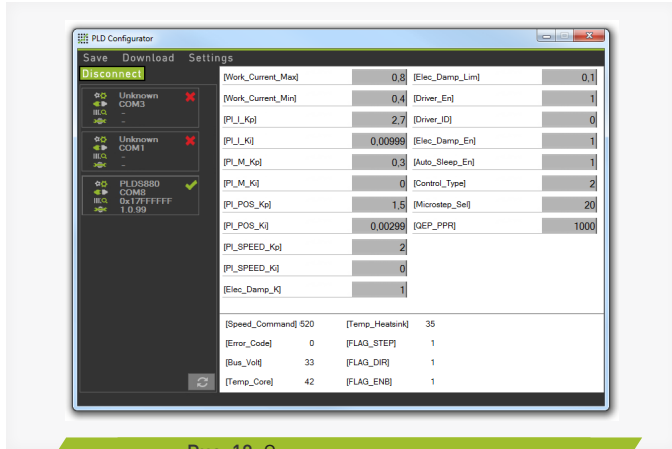 PLD Configurator
Save Download Settings
Disconnect
Unknown
COM3
-
-
Unknown
COM1
-
-
PLDS880
COM8
0x17FFFFFF
1.0.99
[Work_Current_Max] 0,8 [Elec_Damp_Lim] 0,1
[Work_Current_Min] 0,4 [Driver_En] 1
[PI_I_Kp] 2,7 [Driver_ID] 0
[PI_I_Ki] 0,00999 [Elec_Damp_En] 1
[PI_M_Kp] 0,3 [Auto_Sleep_En] 1
[PI_M_Ki] 0 [Control_Type] 2
[PI_POS_Kp] 1,5 [Microstep_Sel] 20
[PI_POS_Ki] 0,00299 [QEP_PPR] 1000
[PI_SPEED_Kp] 2
[PI_SPEED_Ki] 0
[Elec_Damp_K] 1
[Speed_Command] 520 [Temp_Heatsink] 35
[Error_Code] 0 [FLAG_STEP] 1
[Bus_Volt] 33 [FLAG_DIR] 1
[Temp_Core] 42 [FLAG_ENB] 1